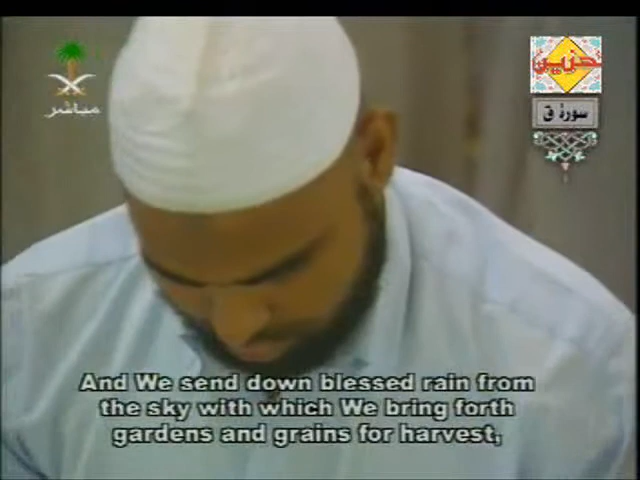 مباشر
حزين
سورة ق
And We send down blessed rain from
the sky with which We bring forth
gardens and grains for harvest,